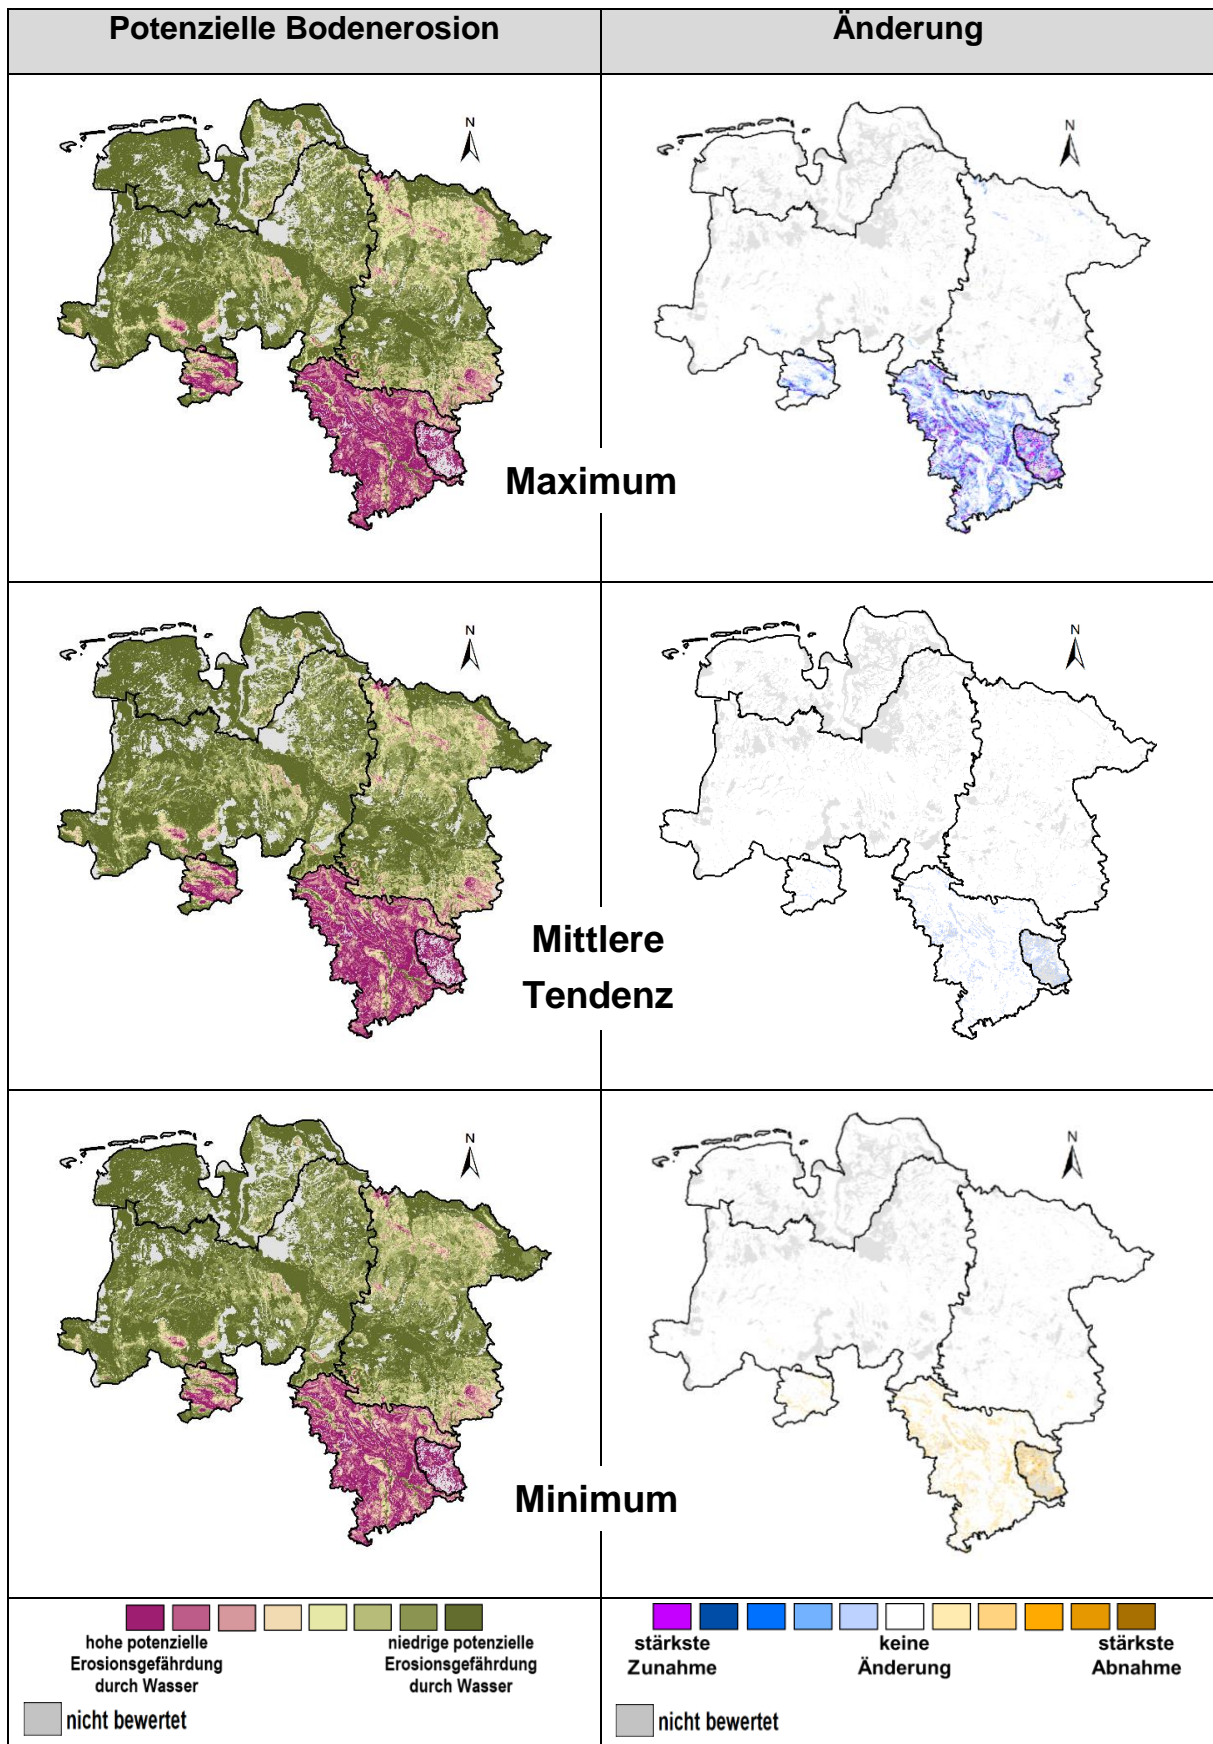 Potenzielle Bodenerosion
Änderung
N
N
Maximum
N
N
Mittlere
Tendenz
N
N
Minimum
hohe potenzielle
Erosionsgefährdung
durch Wasser
niedrige potenzielle
Erosionsgefährdung
durch Wasser
nicht bewertet
stärkste
Zunahme
keine
Änderung
stärkste
Abnahme
nicht bewertet